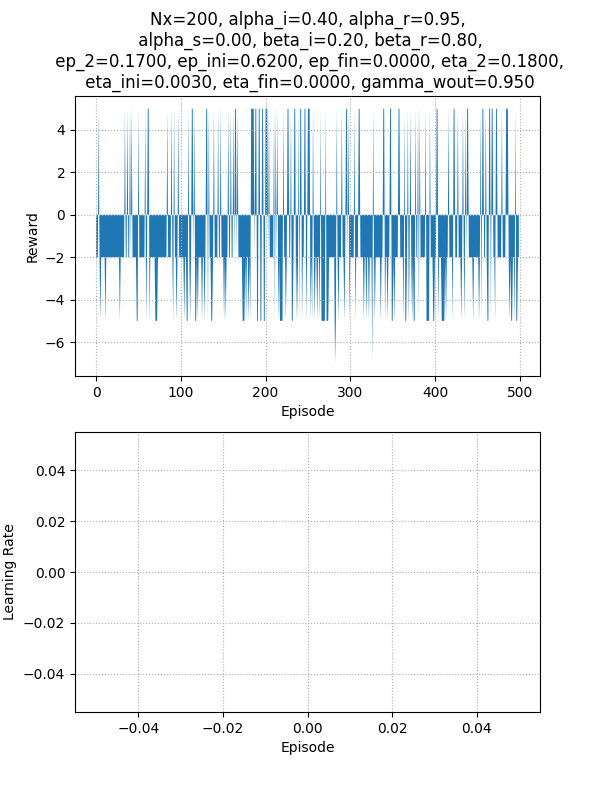 Nx=200, alpha_i=0.40, alpha_r=0.95,
alpha_s=0.00, beta_i=0.20, beta_r=0.80,
ep_2=0.1700, ep_ini=0.6200, ep_fin=0.0000, eta_2=0.1800,
eta_ini=0.0030, eta_fin=0.0000, gamma_wout=0.950
4
2
0
−2
−4
−6
Reward
0 100 200 300 400 500
Episode
0.04
0.02
0.00
−0.02
−0.04
Learning Rate
−0.04 −0.02 0.00 0.02 0.04
Episode